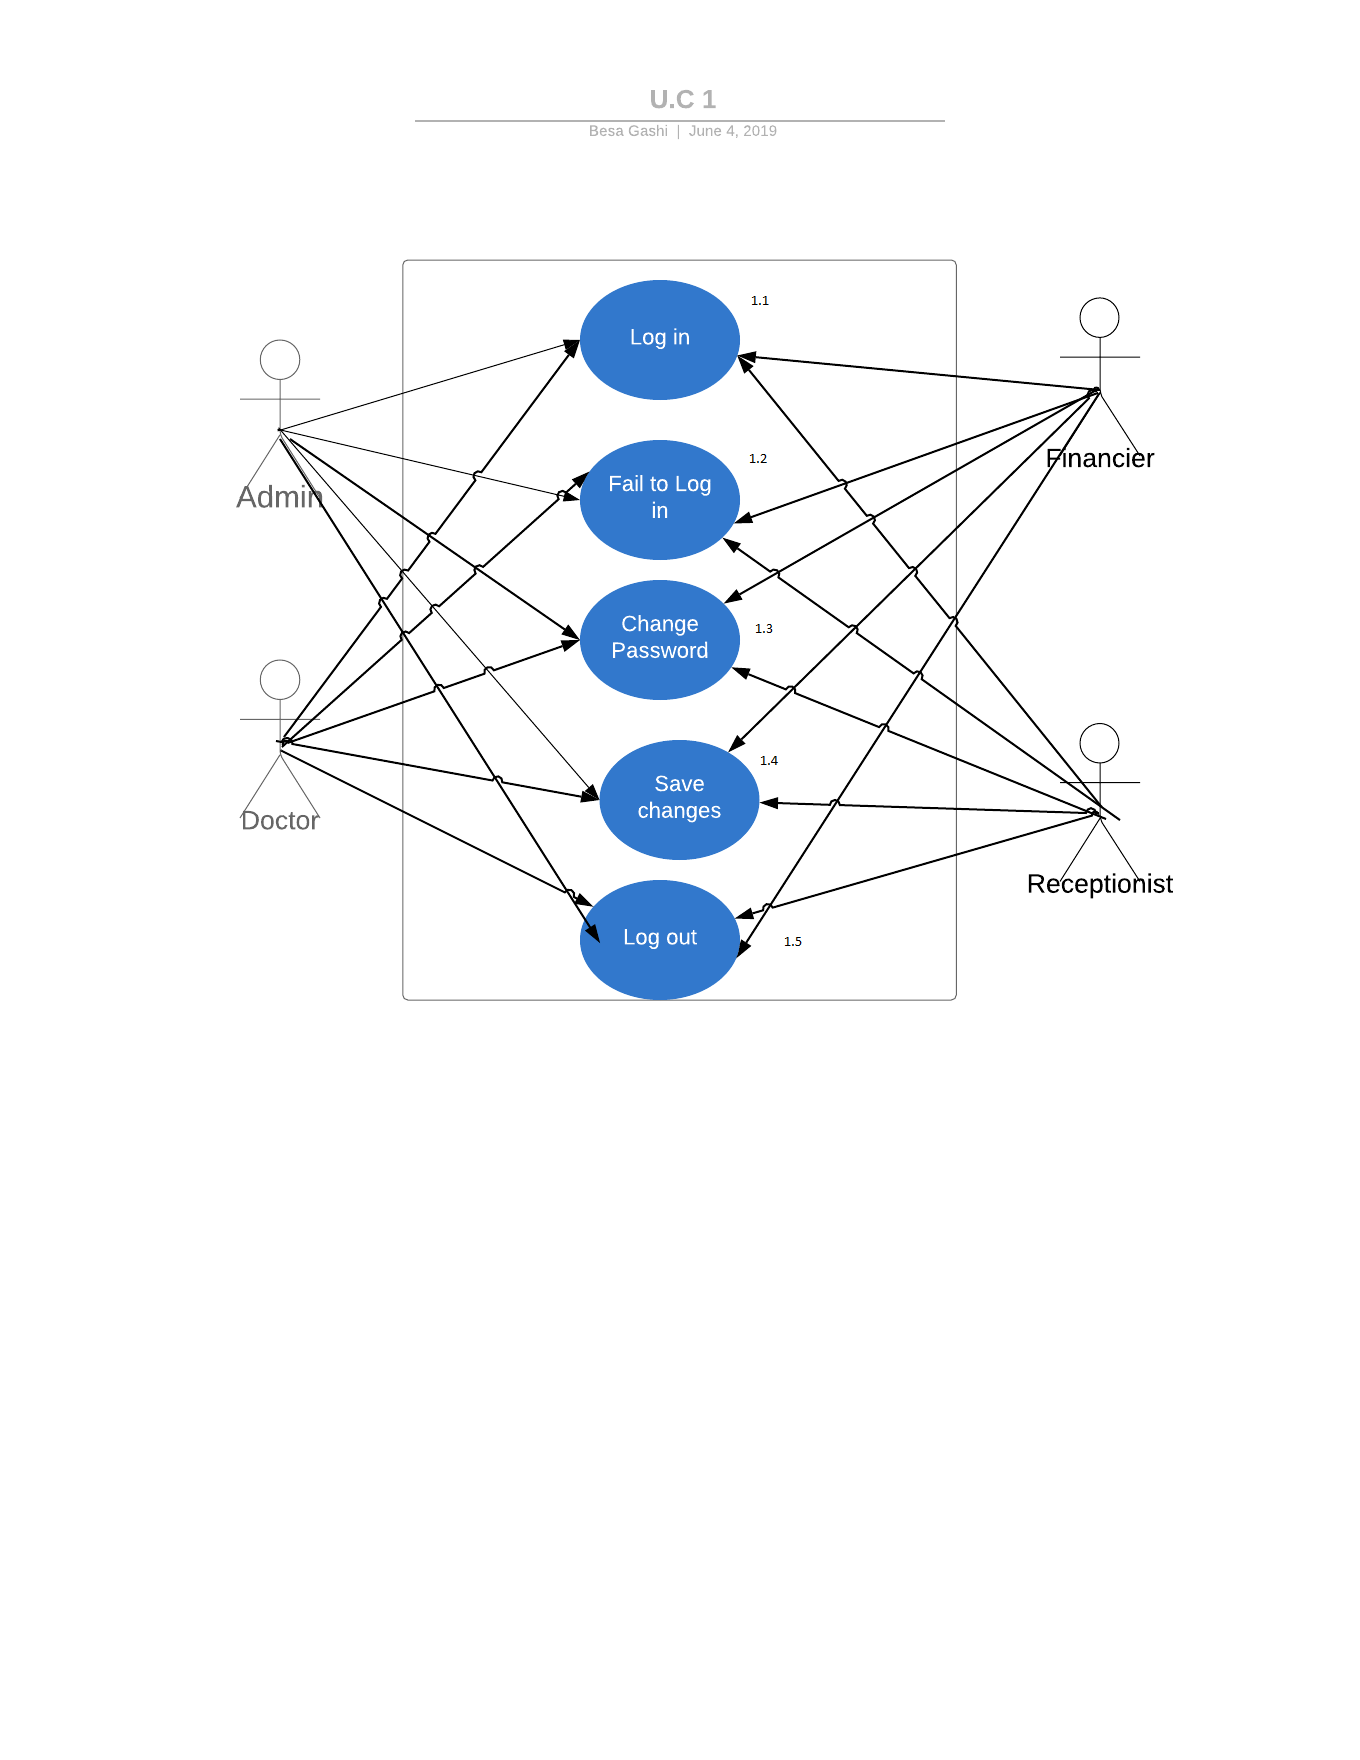 U.C 1
Besa Gashi | June 4, 2019
1.1
Log in
Admin
1.2
Financier
Fail to Log
in
Change
Password
1.3
1.4
Save
changes
Doctor
Receptionist
Log out
1.5